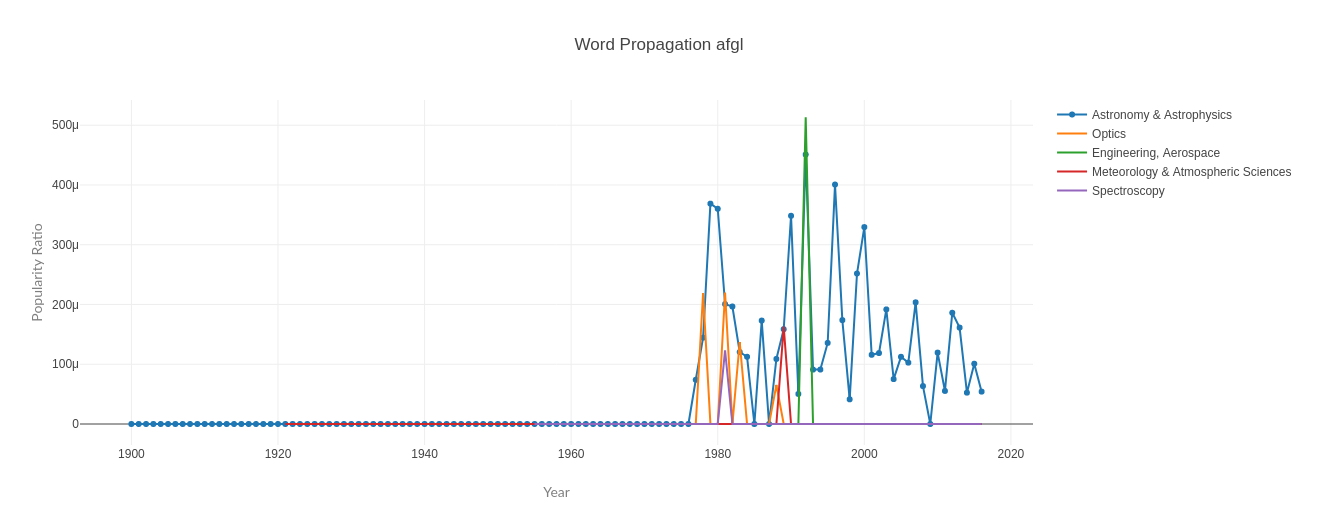 Word Propagation afgl
500μ
400μ
300μ
200μ
100μ
0
Popularity Ratio
1900 1920 1940 1960 1980 2000 2020
Year
Astronomy & Astrophysics
Optics
Engineering, Aerospace
Meteorology & Atmospheric Sciences
Spectroscopy